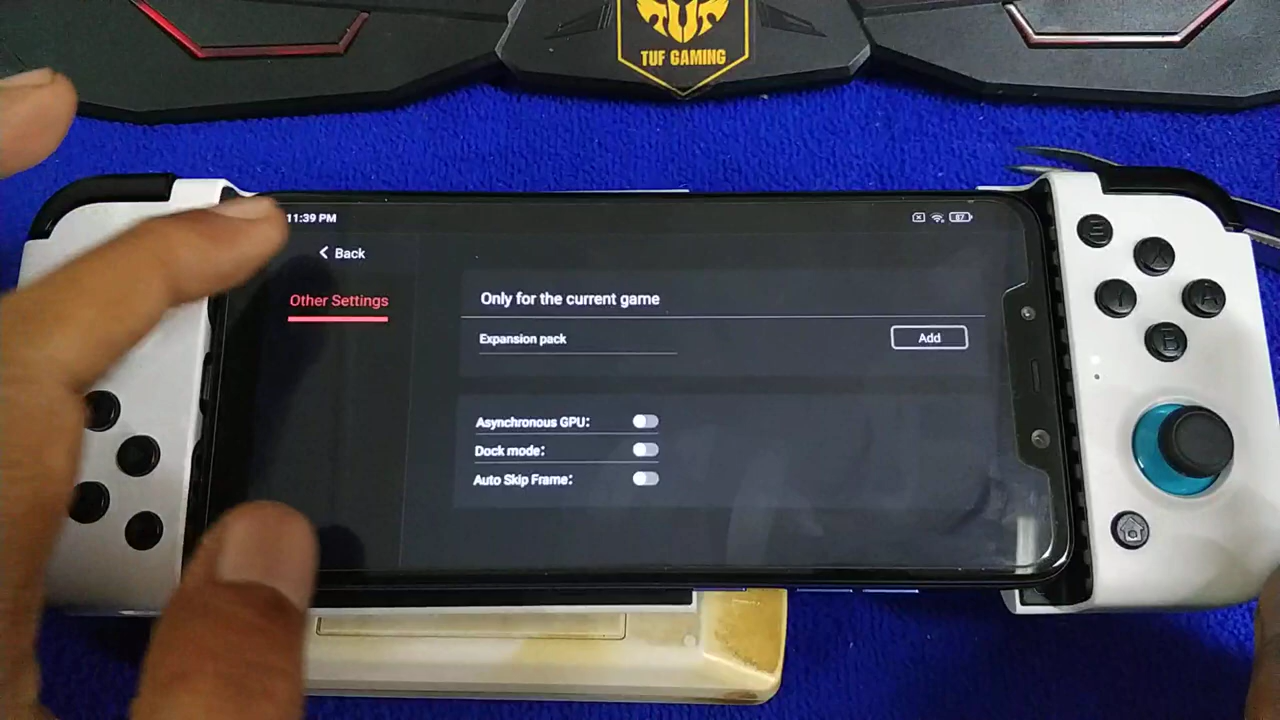 TUF GAMING
11:39 PM
87
Back
Other Settings
Only for the current game
Expansion pack
Add
Asynchronous GPU:
Dock mode:
Auto Skip Frame:
A
B